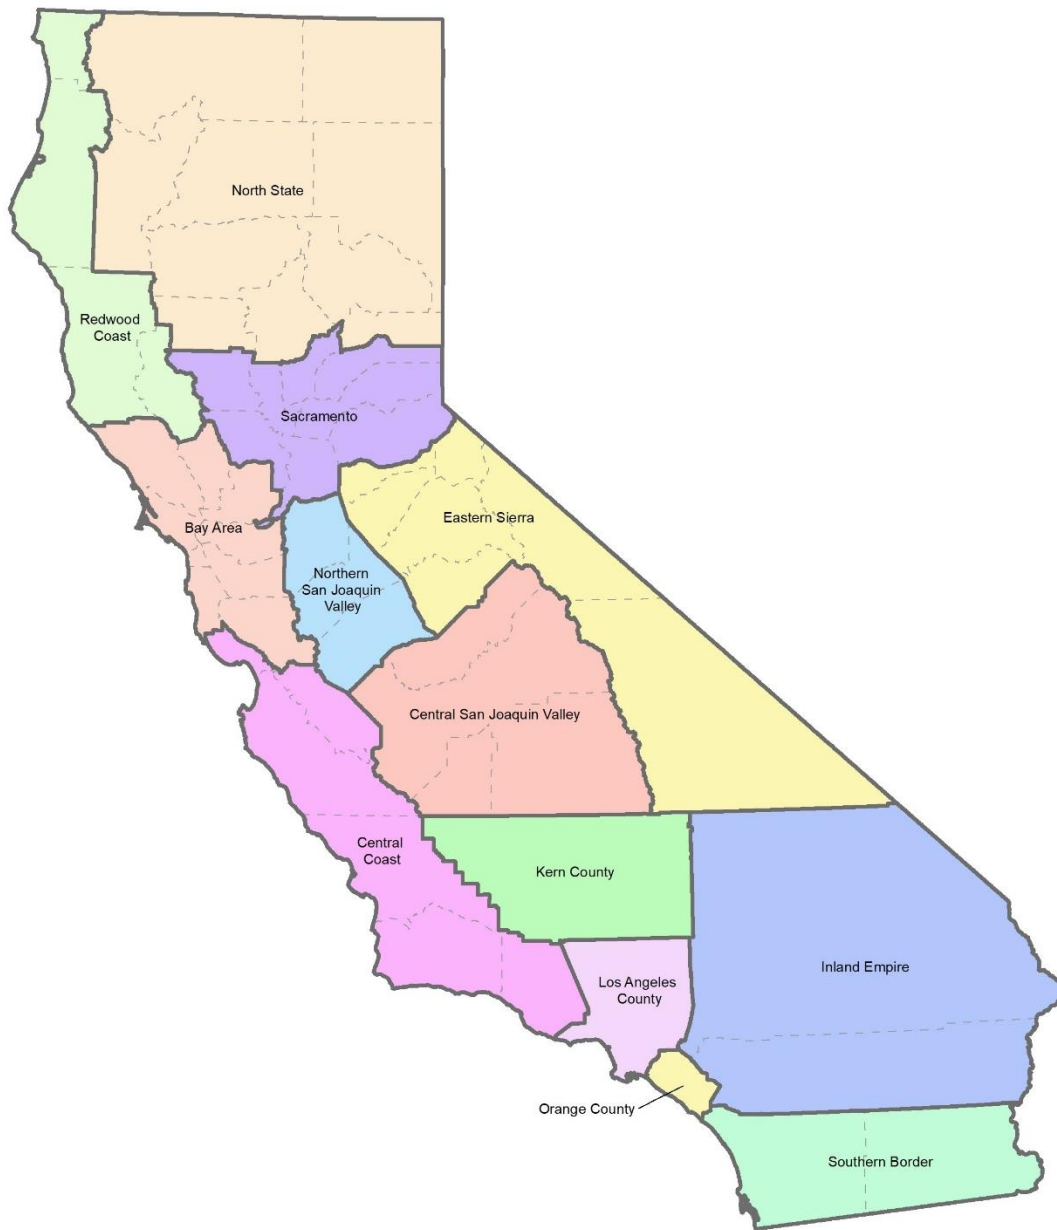 North State
Redwood
Coast
Sacramento
Eastern Sierra
Bay Area
Northern
San Joaquin
Valley
Central San Joaquin Valley
Central
Coast
Kern County
Inland Empire
Los Angeles
County
Orange County
Southern Border